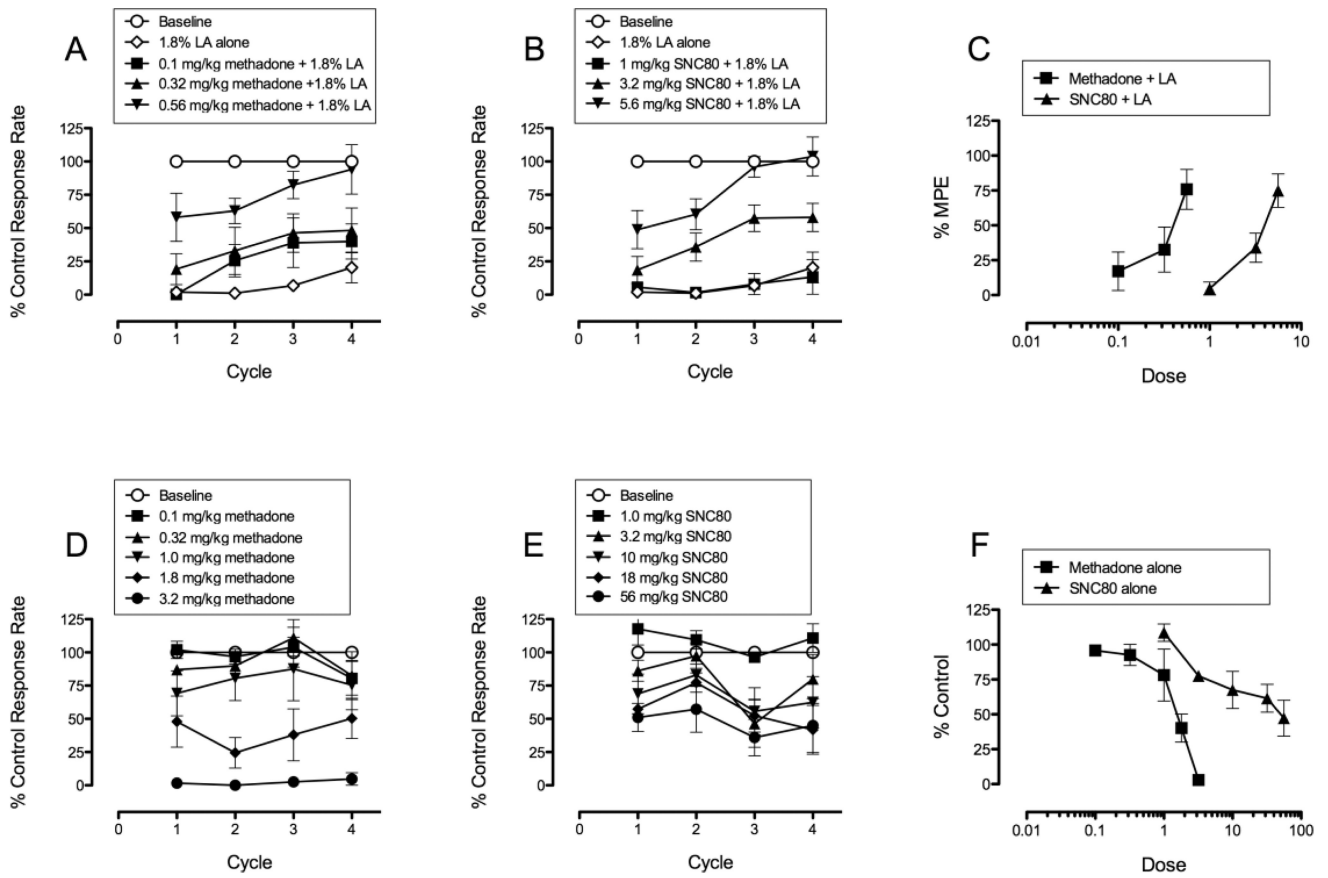 A
Baseline
1.8% LA alone
0.1 mg/kg methadone + 1.8% LA
0.32 mg/kg methadone +1.8% LA
0.56 mg/kg methadone + 1.8% LA
% Control Response Rate
125
100
75
50
25
0
0 1 2 3 4
Cycle
B
Baseline
1.8% LA alone
1 mg/kg SNC80 + 1.8% LA
3.2 mg/kg SNC80 + 1.8% LA
5.6 mg/kg SNC80 + 1.8% LA
% Control Response Rate
125
100
75
50
25
0
0 1 2 3 4
Cycle
C
Methadone + LA
SNC80 + LA
% MPE
125
100
75
50
25
0
0.01 0.1 1 10
Dose
D
Baseline
0.1 mg/kg methadone
0.32 mg/kg methadone
1.0 mg/kg methadone
1.8 mg/kg methadone
3.2 mg/kg methadone
% Control Response Rate
125
100
75
50
25
0
0 1 2 3 4
Cycle
E
Baseline
1.0 mg/kg SNC80
3.2 mg/kg SNC80
10 mg/kg SNC80
18 mg/kg SNC80
56 mg/kg SNC80
% Control Response Rate
125
100
75
50
25
0
0 1 2 3 4
Cycle
F
Methadone alone
SNC80 alone
% Control
125
100
75
50
25
0
0.01 0.1 1 10 100
Dose